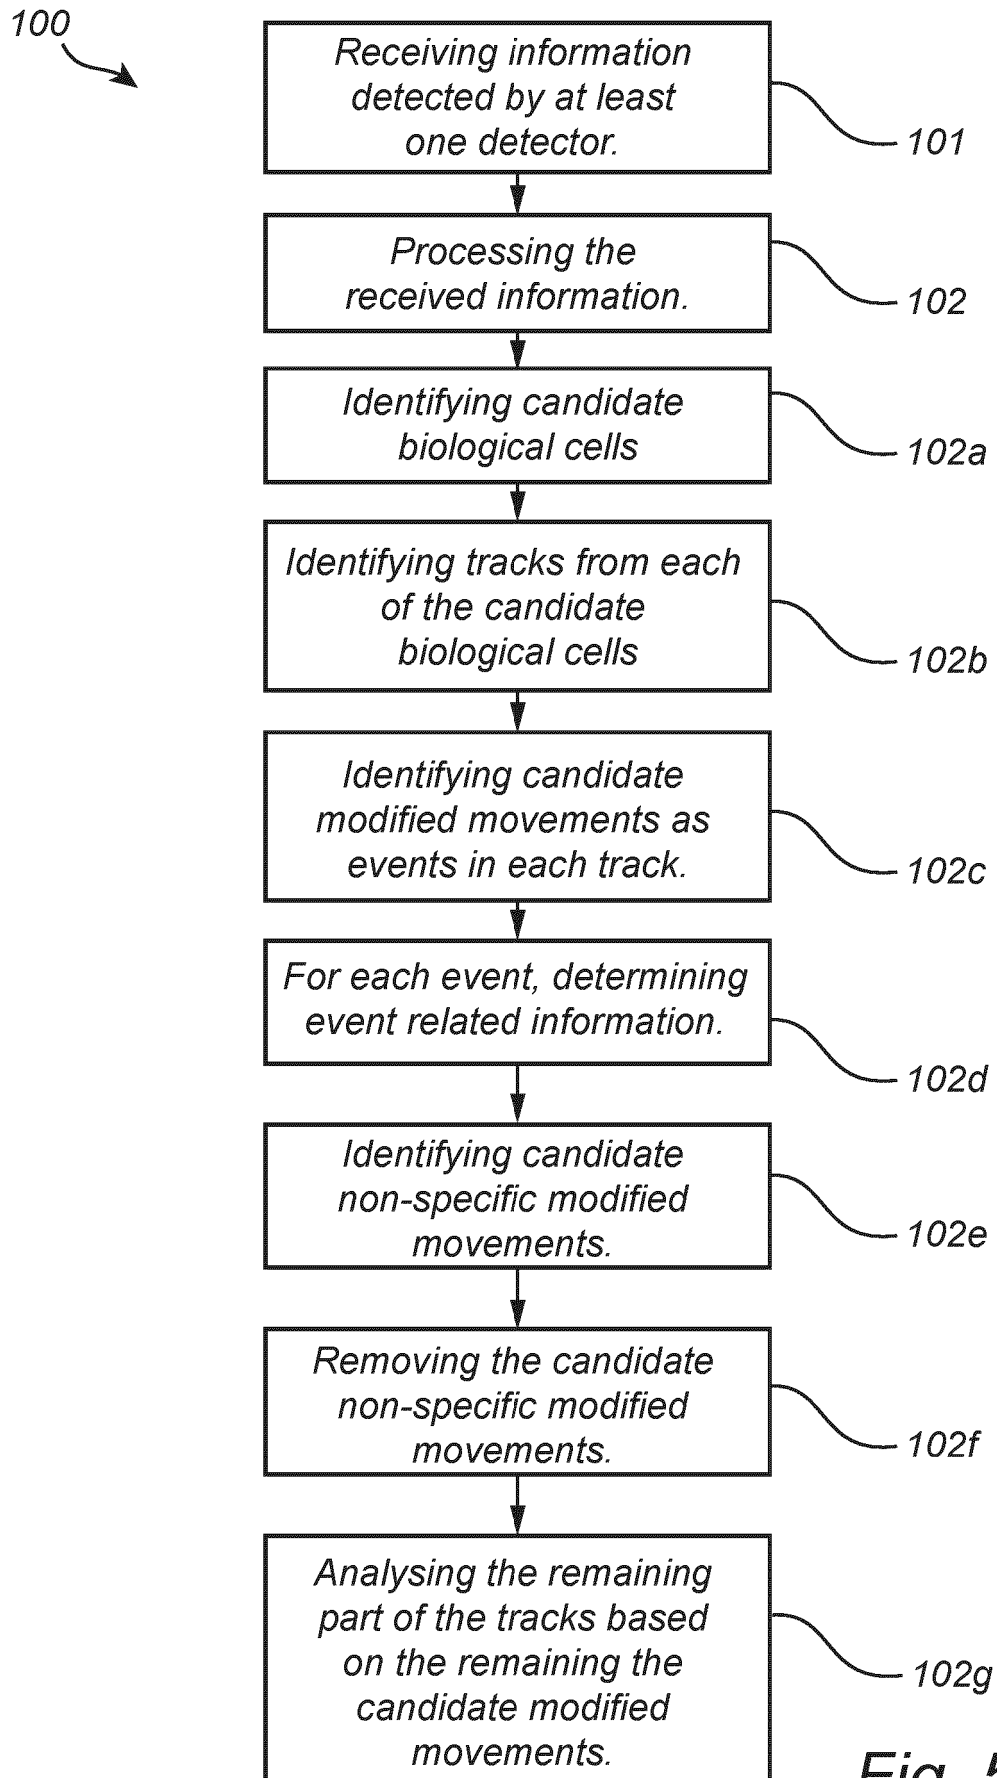 100
Receiving information
detected by at least
one detector.
101
Processing the
received information.
102
Identifying candidate
biological cells
102a
Identifying tracks from each
of the candidate
biological cells
102b
Identifying candidate
modified movements as
events in each track.
102c
For each event, determining
event related information.
102d
Identifying candidate
non-specific modified
movements.
102e
Removing the candidate
non-specific modified
movements.
102f
Analysing the remaining
part of the tracks based
on the remaining the
candidate modified
movements.
102g
Fig.